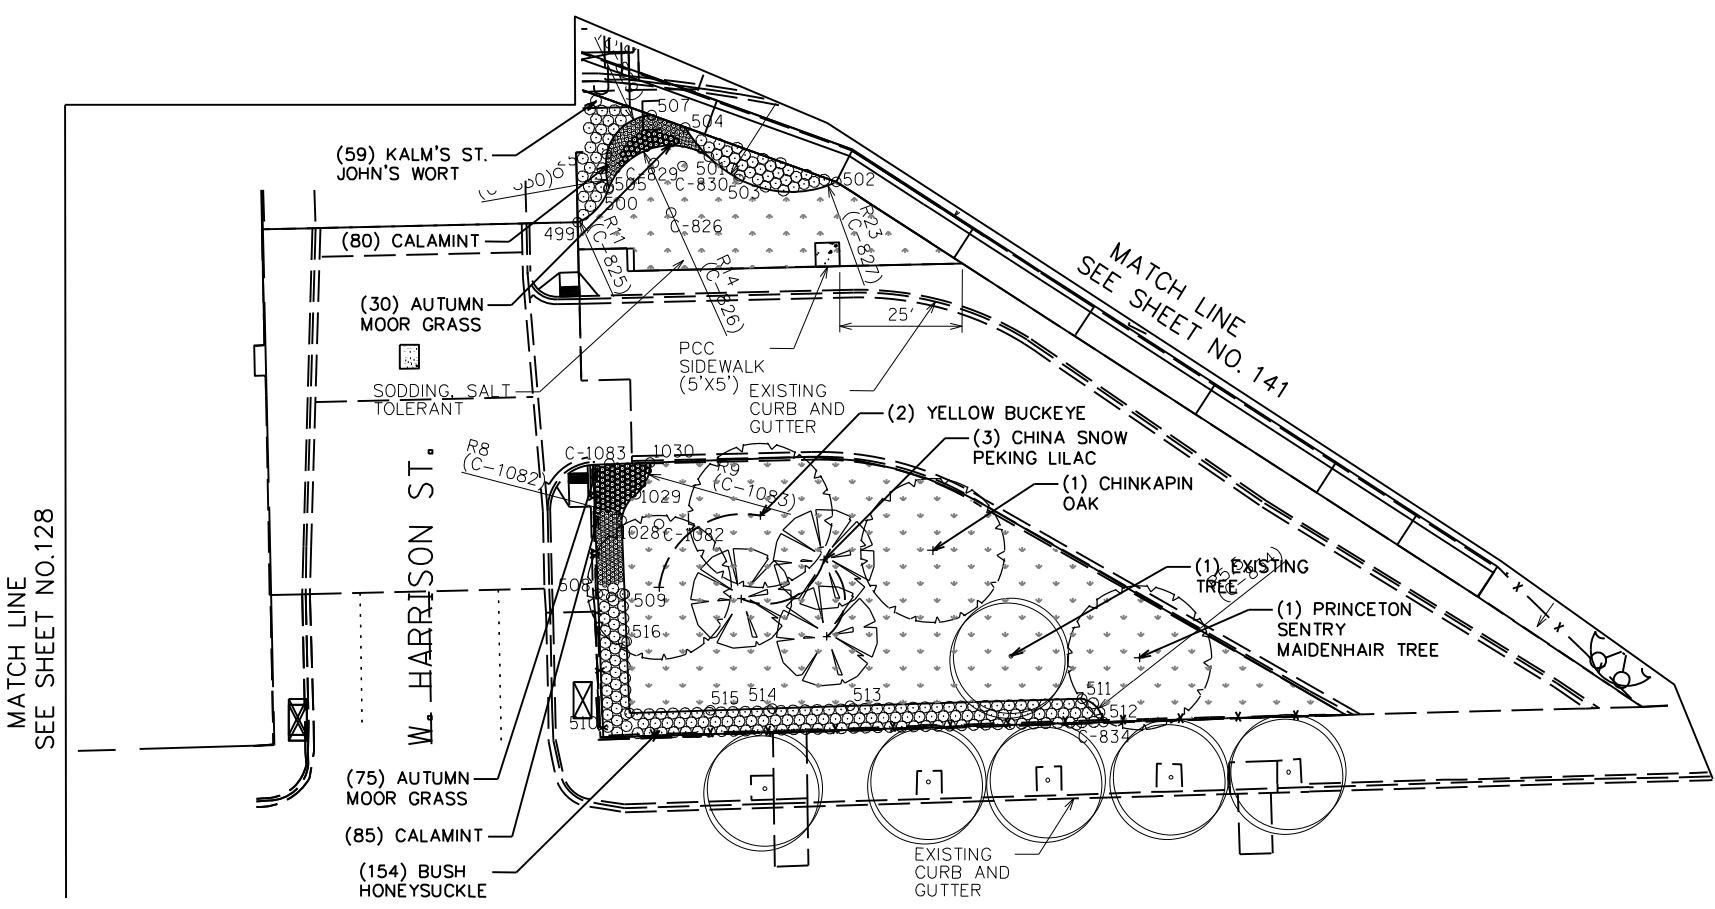 507
504
(59) KALM'S ST.
JOHN'S WORT
501
C-829
C-830
502
505
503
500
499
C-826
R11
(C-825)
R23
(C-827)
R14
(C-826)
(80) CALAMINT
(30) AUTUMN
MOOR GRASS
MATCH LINE
SEE SHEET NO. 141
25'
PCC
SIDEWALK
(5'X5')
EXISTING
CURB AND
GUTTER
SODDING, SALT
TOLERANT
(2) YELLOW BUCKEYE
(3) CHINA SNOW
PEKING LILAC
(1) CHINKAPIN
OAK
R8
(C-1082)
C-1083
1030
R9
(C-1083)
1029
1028
C-1082
W. HARRISON ST.
MATCH LINE
SEE SHEET NO.128
(1) EXISTING
TREE
(1) PRINCETON
SENTRY
MAIDENHAIR TREE
508
509
516
515
514
513
511
512
510
C-834
(75) AUTUMN
MOOR GRASS
(85) CALAMINT
(154) BUSH
HONEYSUCKLE
EXISTING
CURB AND
GUTTER